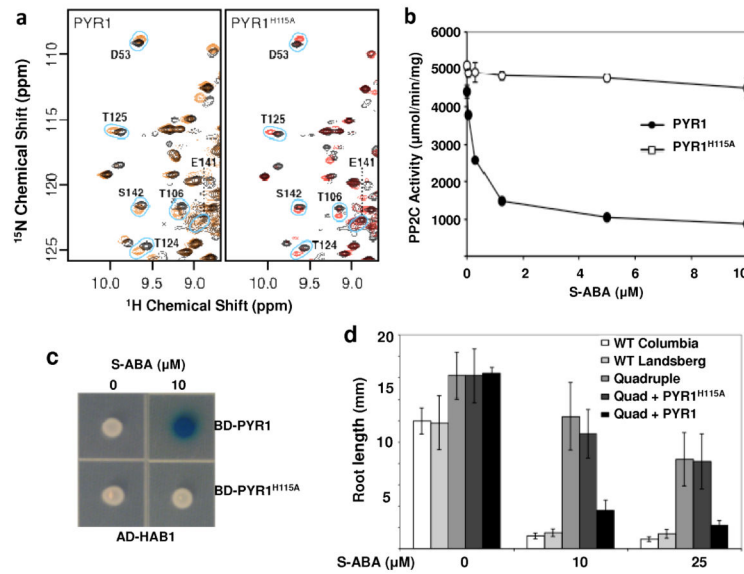 a
PYR1
PYR1H115A
D53
D53
T125
T125
E141
E141
S142
T106
S142
T106
T124
T124
110
115
120
125
15N Chemical Shift (ppm)
10.0 9.5 9.0
10.0 9.5 9.0
1H Chemical Shift (ppm)
b
6000
5000
4000
3000
2000
1000
PP2C Activity (µmol/min/mg)
PYR1
PYR1H115A
0 2 4 6 8 10
S-ABA (µM)
c
S-ABA (µM)
0 10
BD-PYR1
BD-PYR1H115A
AD-HAB1
d
20
15
10
5
Root length (mm)
WT Columbia
WT Landsberg
Quadruple
Quad + PYR1H115A
Quad + PYR1
S-ABA (µM) 0 10 25